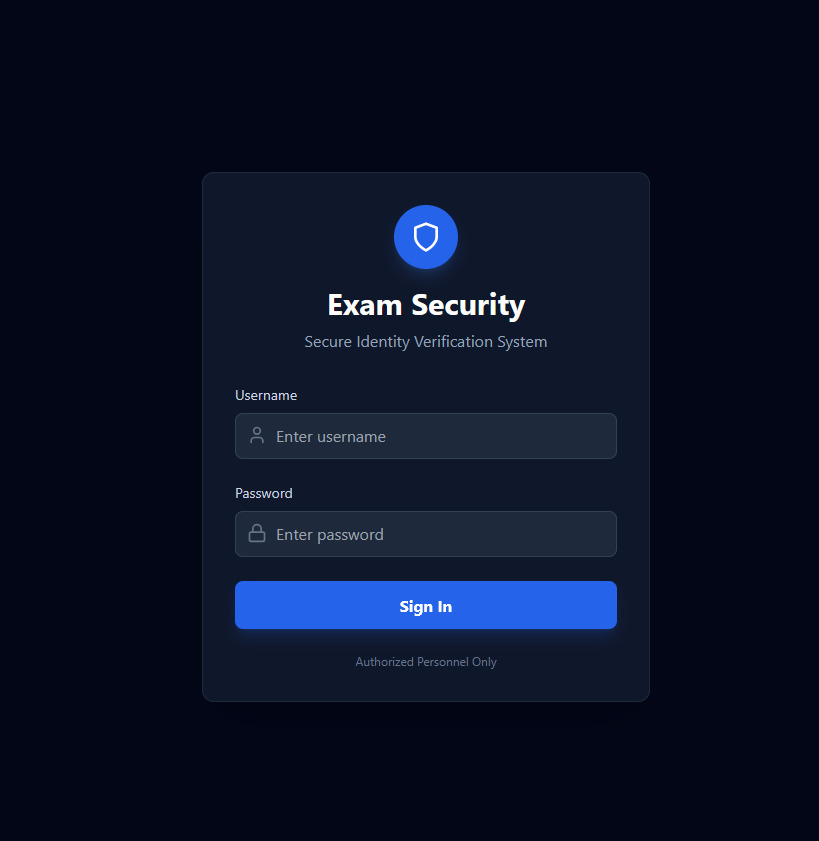 Exam Security
Secure Identity Verification System
Username
Enter username
Password
Enter password
Sign In
Authorized Personnel Only